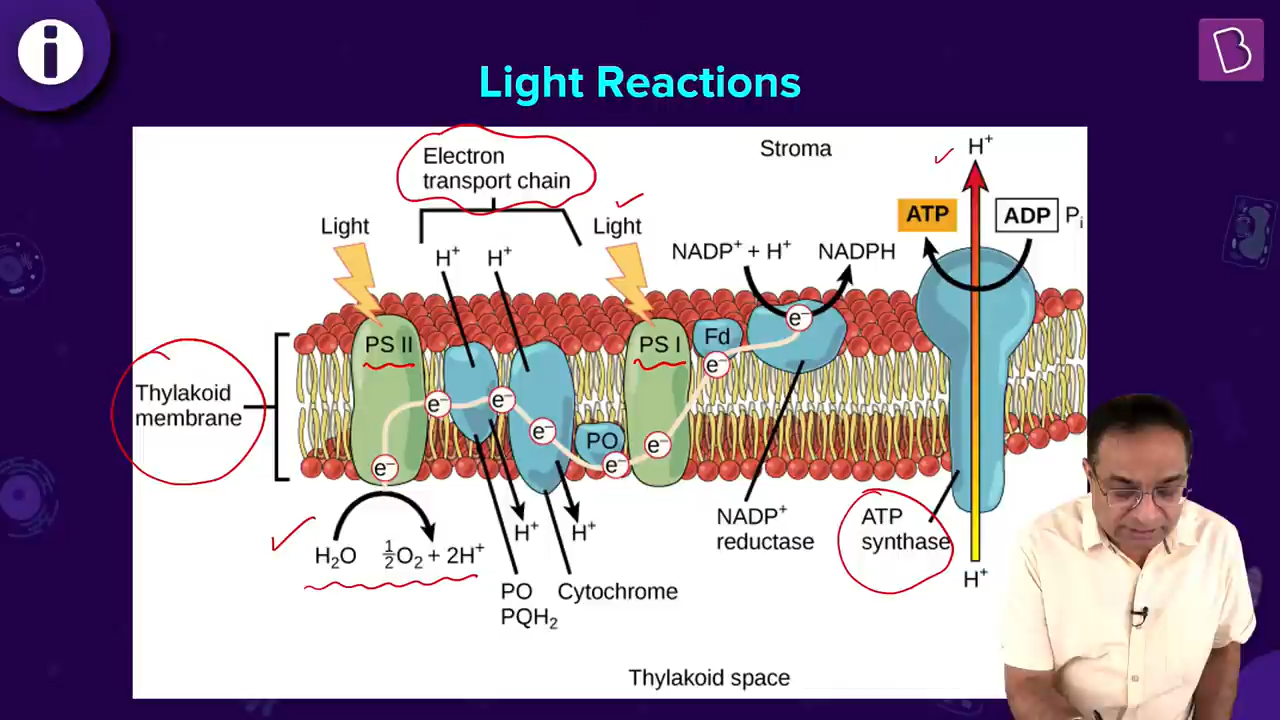 i
B
Light Reactions
Electron
transport chain
Stroma
H⁺
Light
Light
ATP
ADP
Pᵢ
H⁺
H⁺
NADP⁺ + H⁺
NADPH
PS II
PS I
Fd
e⁻
e⁻
Thylakoid
membrane
e⁻
e⁻
e⁻
PO
e⁻
e⁻
e⁻
H₂O
½O₂ + 2H⁺
H⁺
H⁺
NADP⁺
reductase
ATP
synthase
H⁺
PO
PQH₂
Cytochrome
Thylakoid space